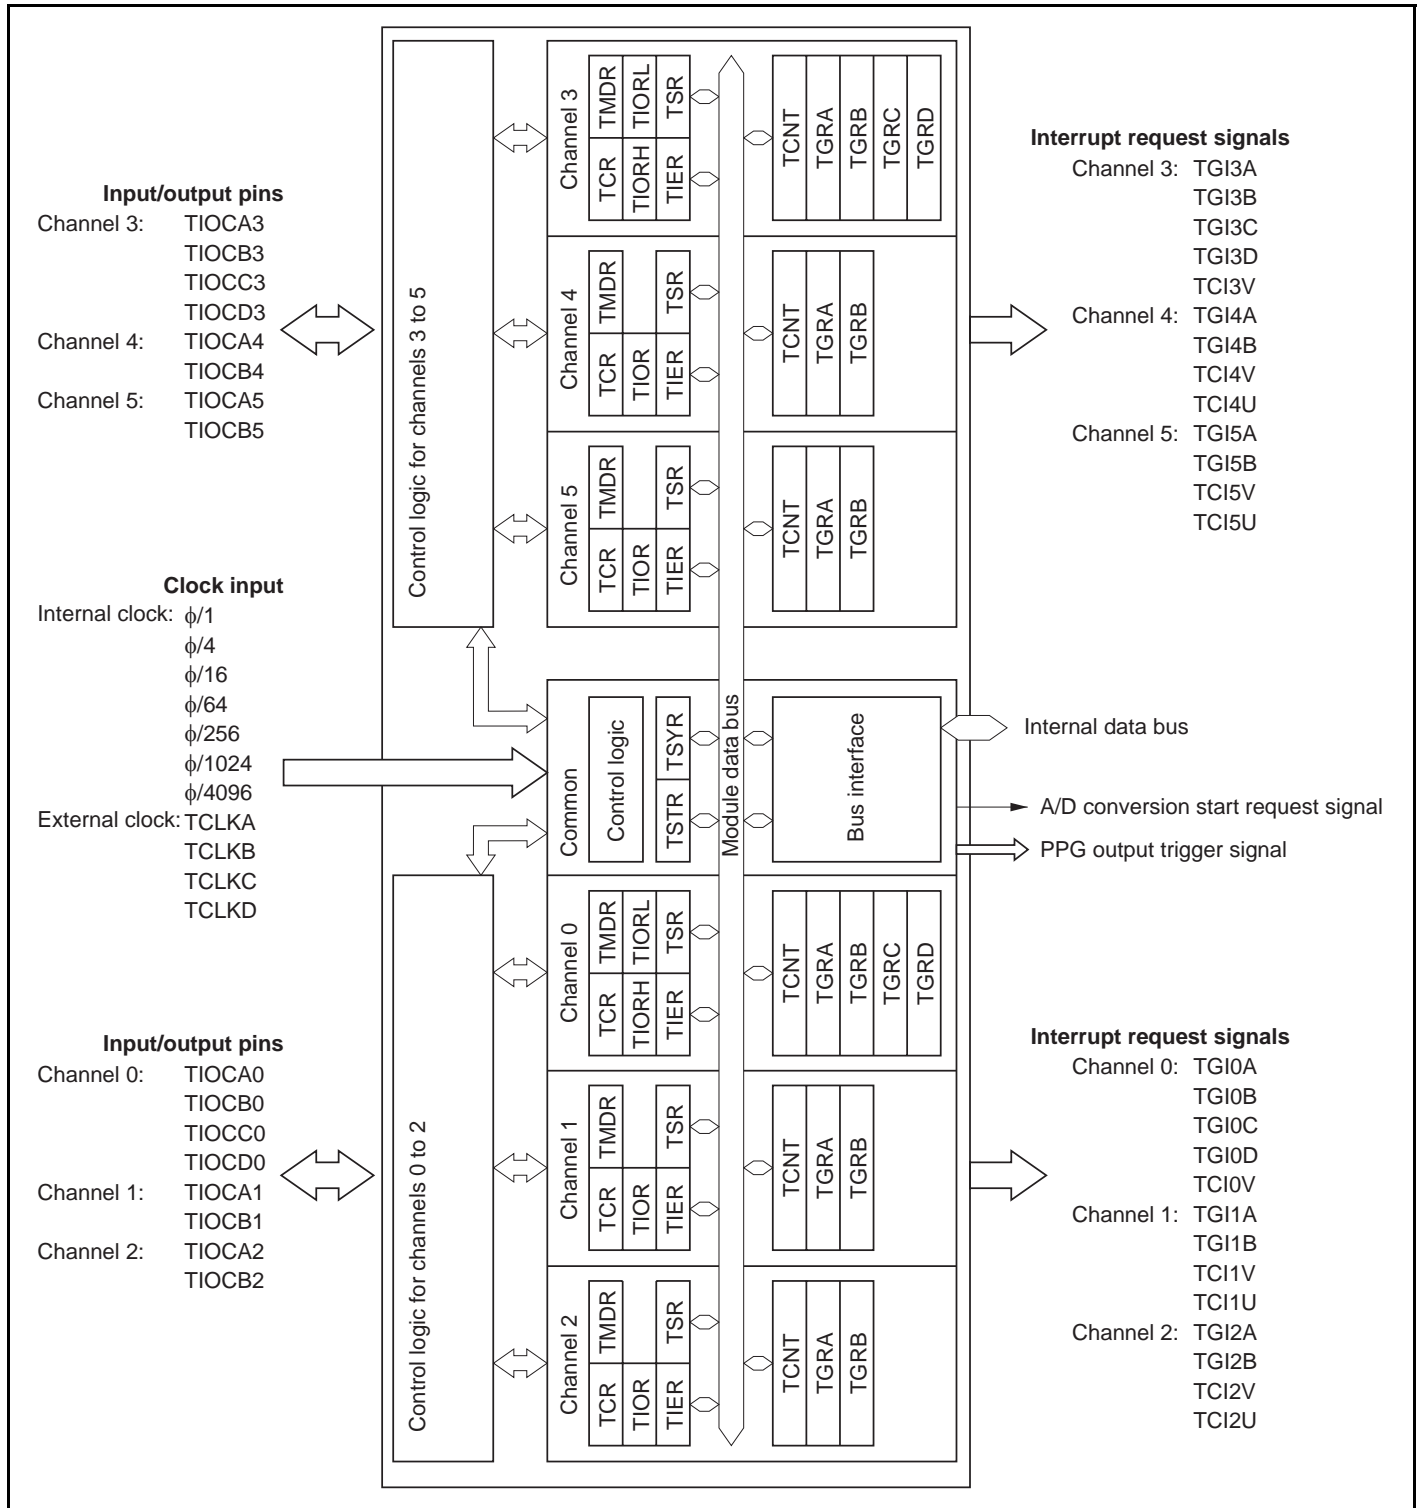 Input/output pins
Channel 3: TIOCA3
TIOCB3
TIOCC3
TIOCD3
Channel 4: TIOCA4
TIOCB4
Channel 5: TIOCA5
TIOCB5
Clock input
Internal clock: ϕ/1
ϕ/4
ϕ/16
ϕ/64
ϕ/256
ϕ/1024
ϕ/4096
External clock: TCLKA
TCLKB
TCLKC
TCLKD
Input/output pins
Channel 0: TIOCA0
TIOCB0
TIOCC0
TIOCD0
Channel 1: TIOCA1
TIOCB1
Channel 2: TIOCA2
TIOCB2
Control logic for channels 3 to 5
Control logic for channels 0 to 2
Channel 3
TCR TMDR
TIORH TIORL
TIER TSR
TCNT
TGRA
TGRB
TGRC
TGRD
Channel 4
TCR TMDR
TIOR
TIER TSR
TCNT
TGRA
TGRB
Channel 5
TCR TMDR
TIOR
TIER TSR
TCNT
TGRA
TGRB
Common
Control logic
TSTR TSYR
Module data bus
Bus interface
Channel 0
TCR TMDR
TIORH TIORL
TIER TSR
TCNT
TGRA
TGRB
TGRC
TGRD
Channel 1
TCR TMDR
TIOR
TIER TSR
TCNT
TGRA
TGRB
Channel 2
TCR TMDR
TIOR
TIER TSR
TCNT
TGRA
TGRB
Interrupt request signals
Channel 3: TGI3A
TGI3B
TGI3C
TGI3D
TCI3V
Channel 4: TGI4A
TGI4B
TCI4V
TCI4U
Channel 5: TGI5A
TGI5B
TCI5V
TCI5U
Internal data bus
A/D conversion start request signal
PPG output trigger signal
Interrupt request signals
Channel 0: TGI0A
TGI0B
TGI0C
TGI0D
TCI0V
Channel 1: TGI1A
TGI1B
TCI1V
TCI1U
Channel 2: TGI2A
TGI2B
TCI2V
TCI2U